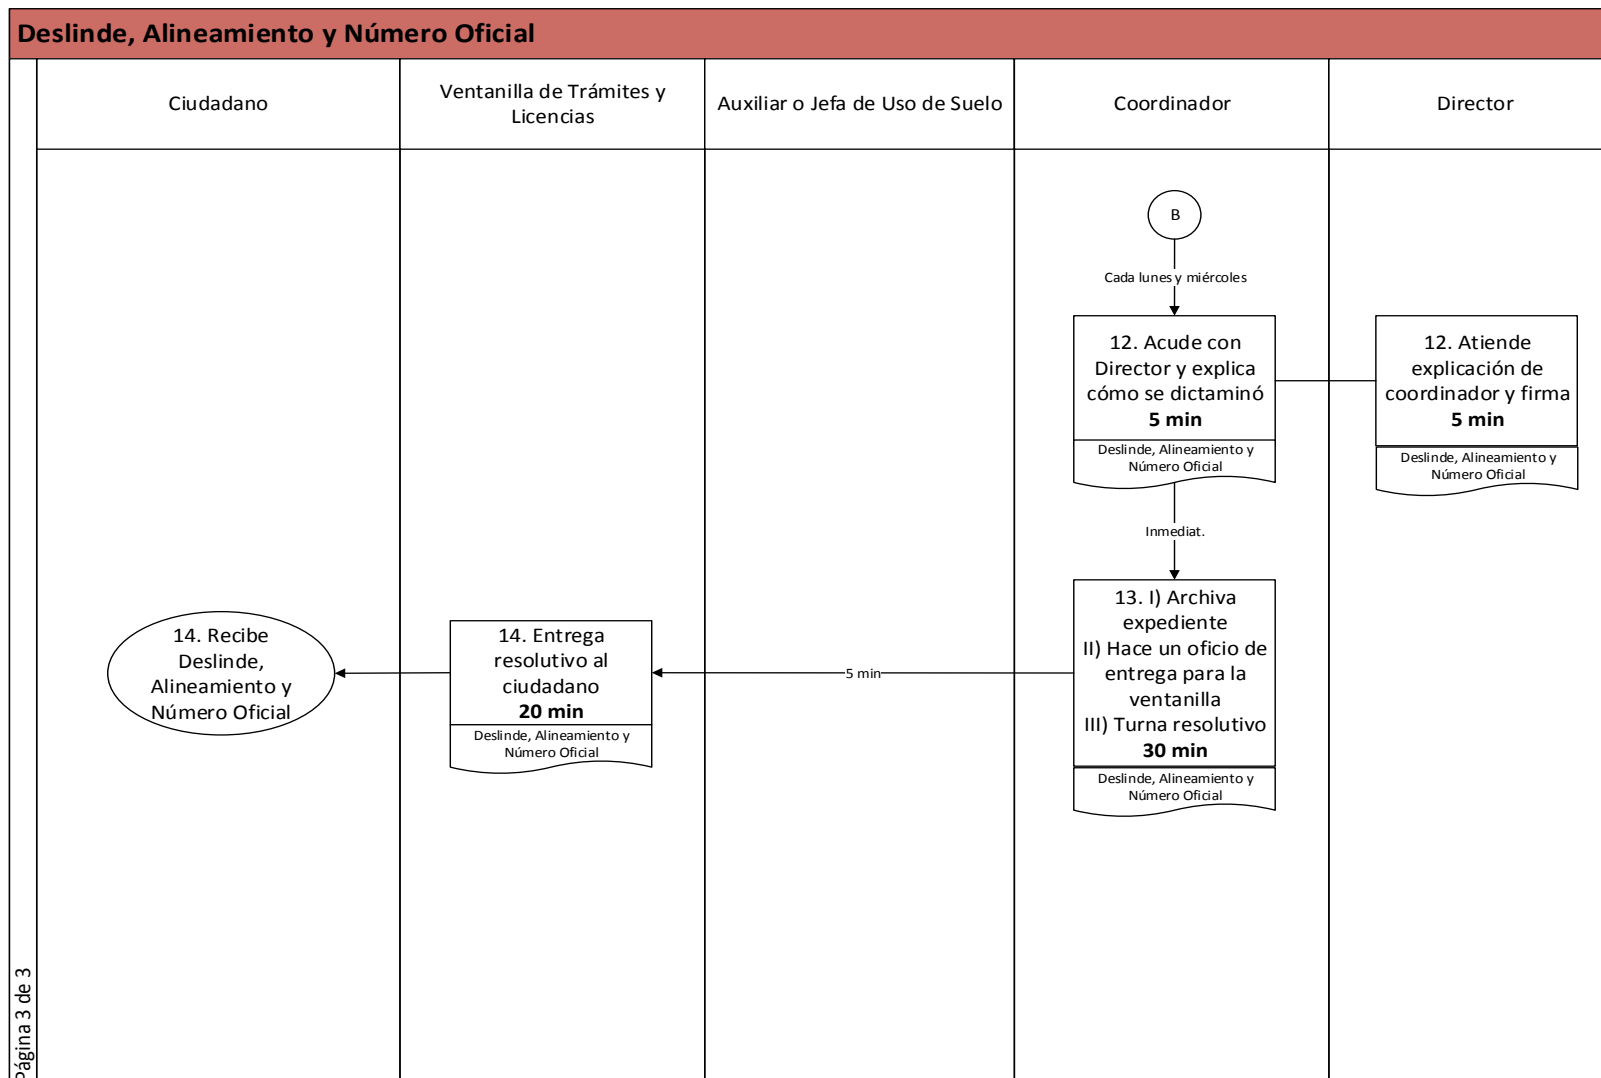 Deslinde, Alineamiento y Número Oficial
Ciudadano
Ventanilla de Trámites y
Licencias
Auxiliar o Jefa de Uso de Suelo
Coordinador
Director
B
Cada lunes y miércoles
12. Acude con
Director y explica
cómo se dictaminó
5 min
Deslinde, Alineamiento y
Número Oficial
12. Atiende
explicación de
coordinador y firma
5 min
Deslinde, Alineamiento y
Número Oficial
Inmediat.
13. I) Archiva
expediente
II) Hace un oficio de
entrega para la
ventanilla
III) Turna resolutivo
30 min
Deslinde, Alineamiento y
Número Oficial
5 min
14. Entrega
resolutivo al
ciudadano
20 min
Deslinde, Alineamiento y
Número Oficial
14. Recibe
Deslinde,
Alineamiento y
Número Oficial
Página 3 de 3